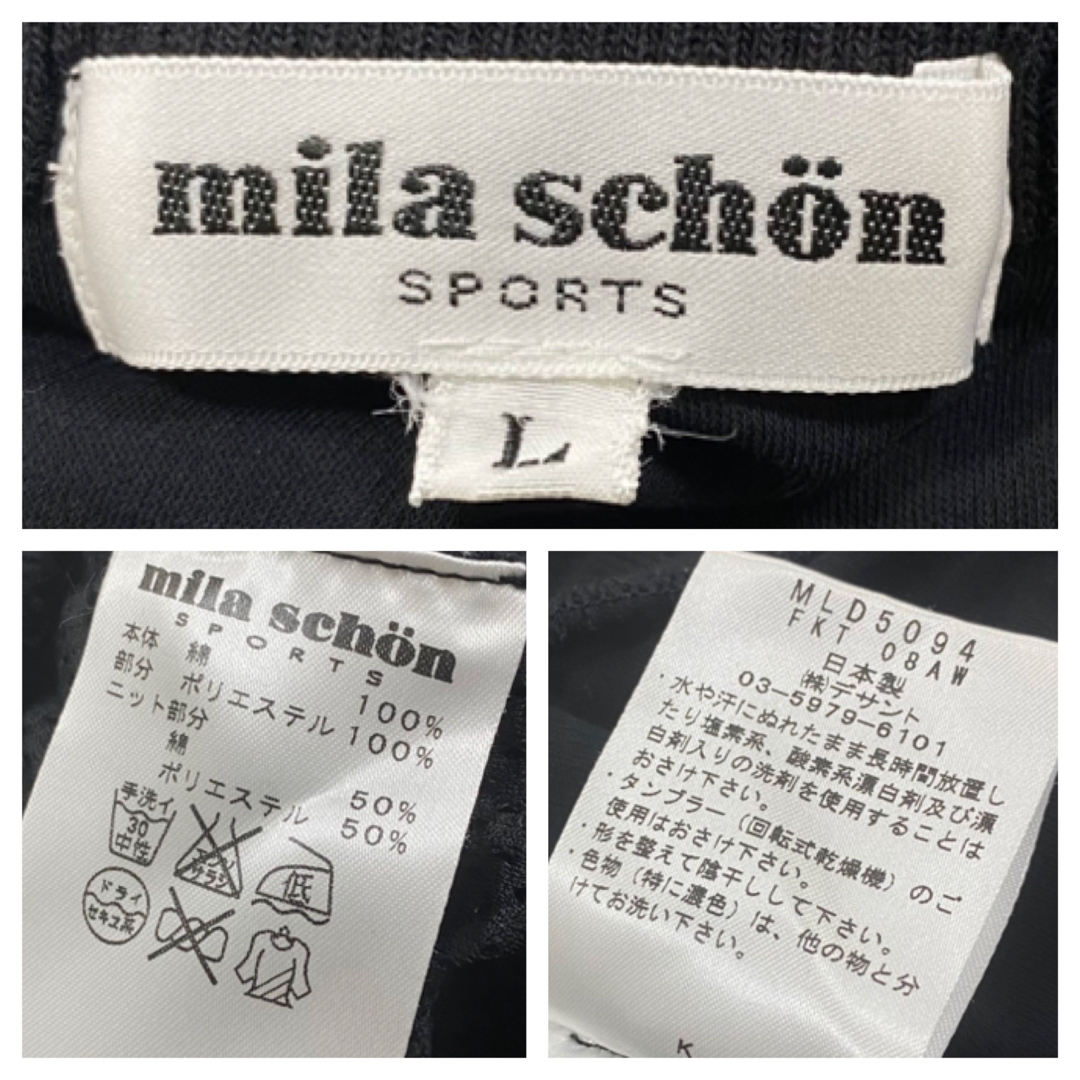 mila schön
SPORTS
L
mila schön
SPORTS
本体 綿 100%
部分 ポリエステル 100%
ニット部分
綿 50%
ポリエステル 50%
手洗イ
30
中性
エンソ
サラシ
低
ドライ
セキユ系
MLD5094
FKT 08AW
日本製
㈱デサント
03-5979-6101
・水や汗にぬれたまま長時間放置し
たり塩素系、酸素系漂白剤及び漂
白剤入りの洗剤を使用することは
おさけ下さい。
・タンブラー(回転式乾燥機)のご
使用はおさけ下さい。
・形を整えて陰干しして下さい。
・色物(特に濃色)は、他の物と分
けてお洗い下さい。
K